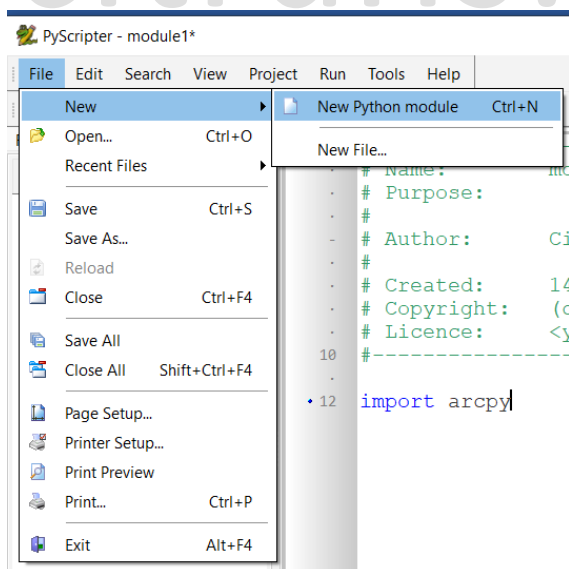 PyScripter - module1*
File Edit Search View Project Run Tools Help
New
New Python module Ctrl+N
Open... Ctrl+O
New File...
Recent Files
Save Ctrl+S
Save As...
Reload
Close Ctrl+F4
Save All
Close All Shift+Ctrl+F4
Page Setup...
Printer Setup...
Print Preview
Print... Ctrl+P
Exit Alt+F4
# Name:
# Purpose:
#
# Author:
#
# Created: 14
# Copyright:
# Licence:
10 #-----------------
12 import arcpy